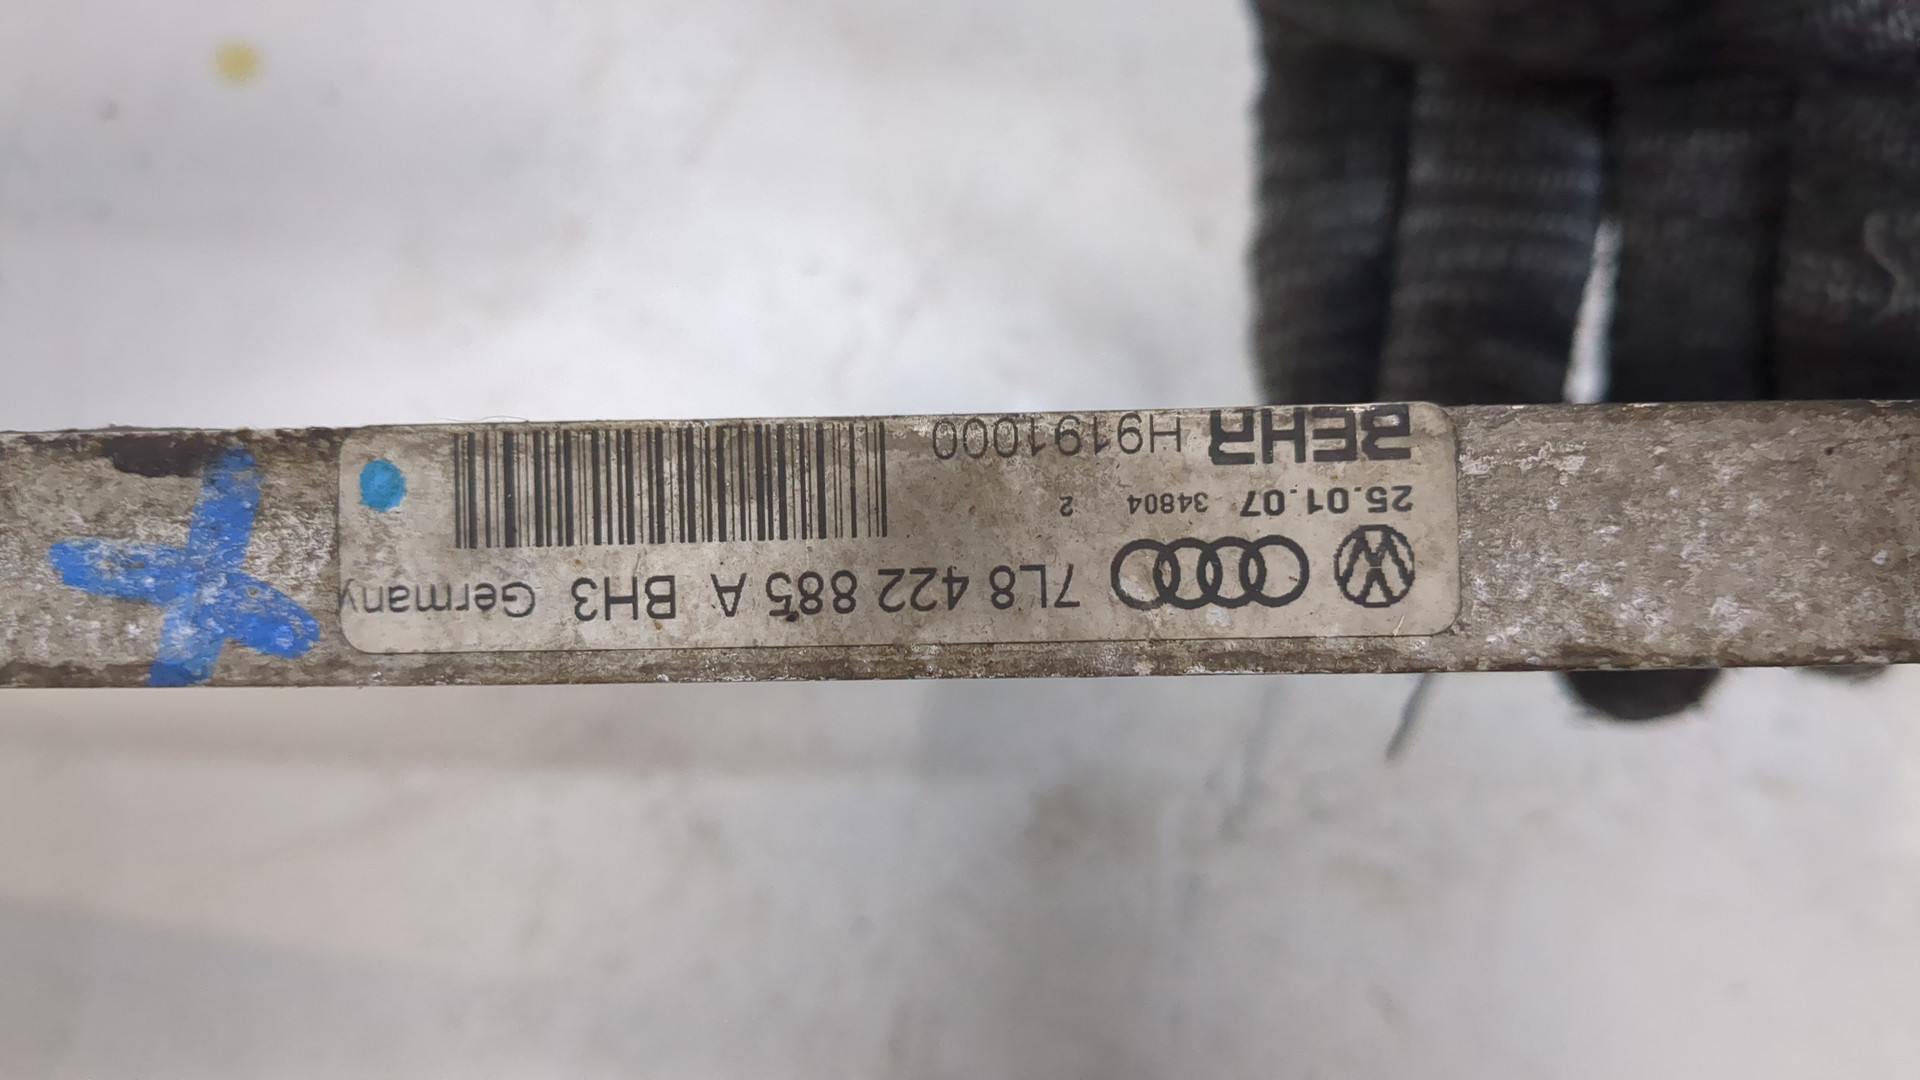 7L8 422 885 A BH3 Germany
25.01.07 34804 2
BEHR H9191000